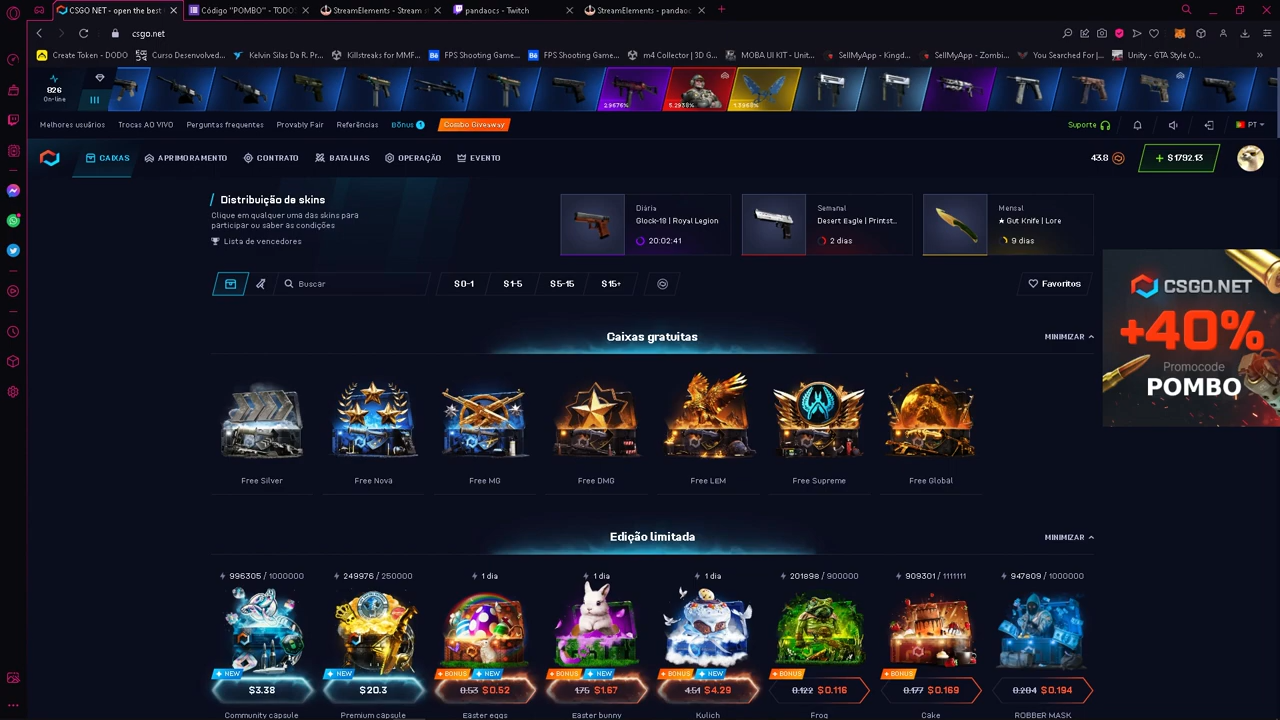 CSGO.NET - open the best
Código "POMBO" - TODOS
StreamElements - Stream s
pandaocs - Twitch
StreamElements - pandaoc
csgo.net
Create Token - DODO
Curso Desenvolved...
Kelvin Silas Da R. Pr...
Killstreaks for MMF...
FPS Shooting Game...
FPS Shooting Game...
m4 Collector | 3D G...
MOBA UI KIT - Unit...
SellMyApp - Kingd...
SellMyApp - Zombi...
You Searched For |...
Unity - GTA Style O...
826
On-line
2.9676%
5.2938%
Melhores usuários
Trocas AO VIVO
Perguntas frequentes
Provably Fair
Referências
Bônus
Combo Giveaway
Suporte
PT
CAIXAS
APRIMORAMENTO
CONTRATO
BATALHAS
OPERAÇÃO
EVENTO
43.8
+ $ 1792.13
Distribuição de skins
Clique em qualquer uma das skins para
participar ou saber as condições
Lista de vencedores
Diária
Glock-18 | Royal Legion
20:02:41
Semanal
Desert Eagle | Printst...
2 dias
Mensal
★ Gut Knife | Lore
9 dias
Buscar
$ 0-1
$ 1-5
$ 5-15
$ 15+
Favoritos
CSGO.NET
+40%
Promocode
POMBO
Caixas gratuitas
MINIMIZAR
Free Silver
Free Nova
Free MG
Free DMG
Free LEM
Free Supreme
Free Global
Edição limitada
MINIMIZAR
996305 / 1000000
249976 / 250000
1 dia
1 dia
1 dia
201898 / 900000
909301 / 1111111
947809 / 1000000
NEW
NEW
+ BONUS
NEW
+ BONUS
NEW
+ BONUS
NEW
+ BONUS
+ BONUS
$3.38
$20.3
0.53 $0.52
1.75 $1.67
4.51 $4.29
0.122 $0.116
0.177 $0.169
0.204 $0.194
Community capsule
Premium capsule
Easter eggs
Easter bunny
Kulich
Frog
Cake
ROBBER MASK